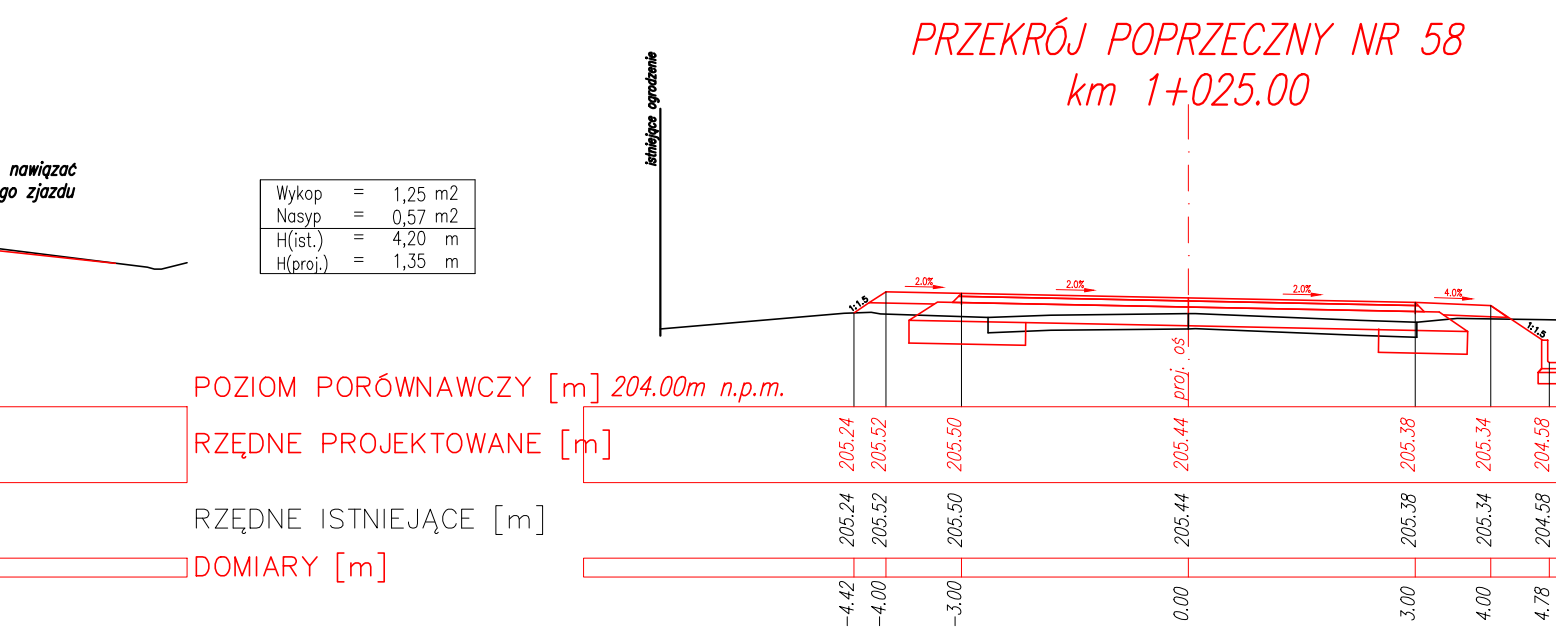 PRZEKRÓJ POPRZECZNY NR 58
km 1+025.00
istniejące ogrodzenie
nawiązać
go zjazdu
Wykop = 1,25 m2
Nasyp = 0,57 m2
H(ist.) = 4,20 m
H(proj.) = 1,35 m
1:1.5
2.0%
2.0%
2.0%
4.0%
1:1.5
proj. oś
POZIOM PORÓWNAWCZY [m] 204.00m n.p.m.
RZĘDNE PROJEKTOWANE [m] 205.24 205.52 205.50 205.44 205.38 205.34 204.58
RZĘDNE ISTNIEJĄCE [m] 205.24 205.52 205.50 205.44 205.38 205.34 204.58
DOMIARY [m]
-4.42 -4.00 -3.00 0.00 3.00 4.00 4.78